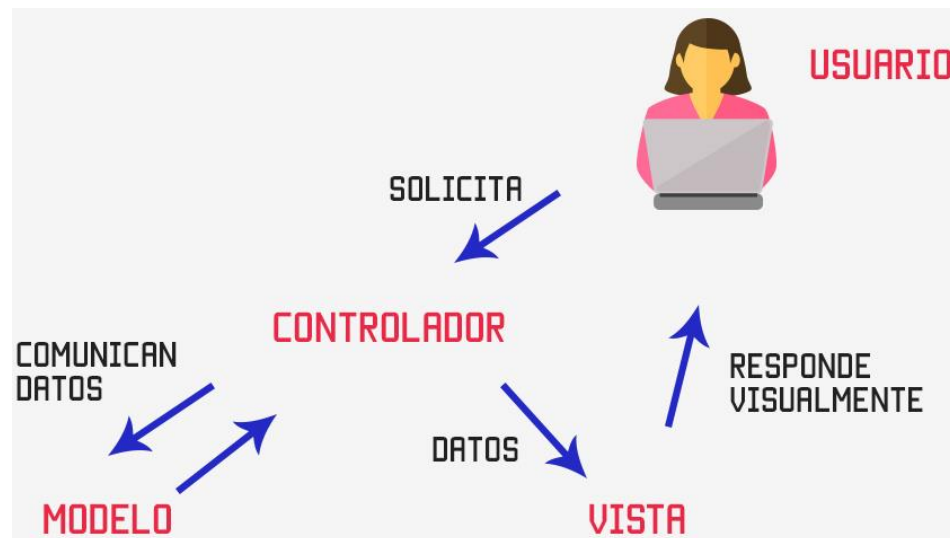 USUARIO
SOLICITA
CONTROLADOR
COMUNICAN
DATOS
RESPONDE
VISUALMENTE
DATOS
MODELO
VISTA